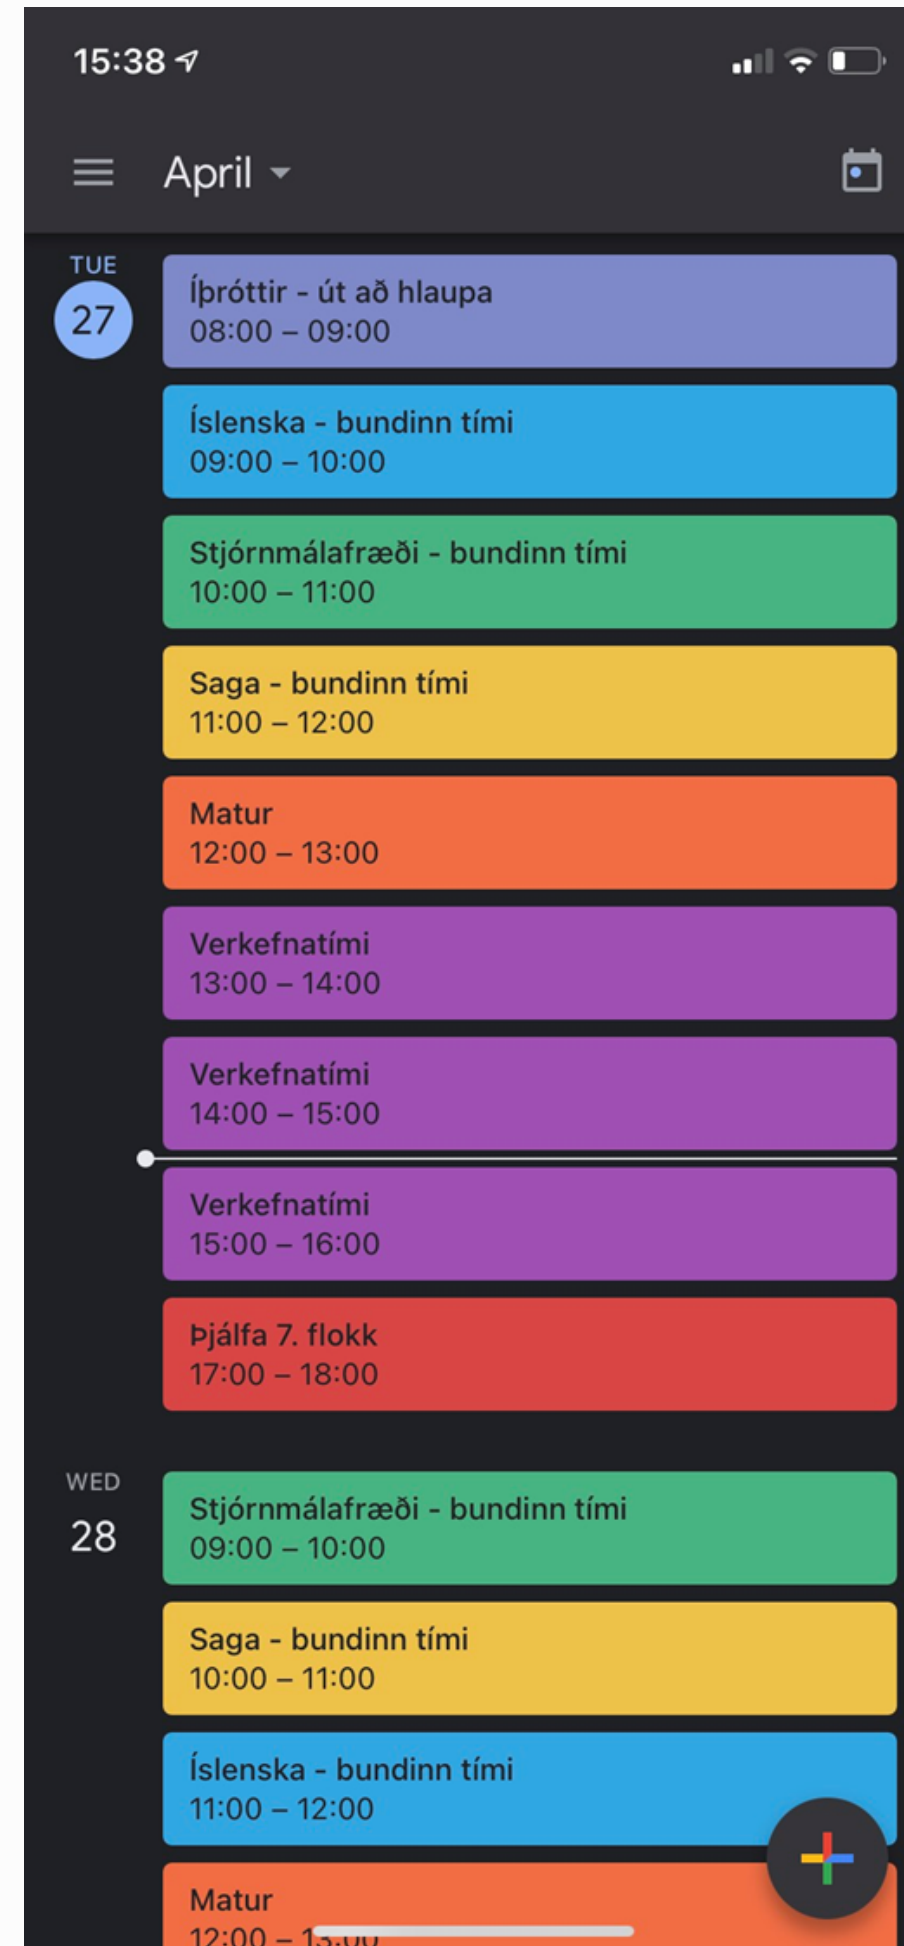 15:38
April
TUE
27
Íþróttir - út að hlaupa
08:00 – 09:00
Íslenska - bundinn tími
09:00 – 10:00
Stjórnmálafræði - bundinn tími
10:00 – 11:00
Saga - bundinn tími
11:00 – 12:00
Matur
12:00 – 13:00
Verkefnatími
13:00 – 14:00
Verkefnatími
14:00 – 15:00
Verkefnatími
15:00 – 16:00
Þjálfa 7. flokk
17:00 – 18:00
WED
28
Stjórnmálafræði - bundinn tími
09:00 – 10:00
Saga - bundinn tími
10:00 – 11:00
Íslenska - bundinn tími
11:00 – 12:00
Matur
12:00 – 13:00